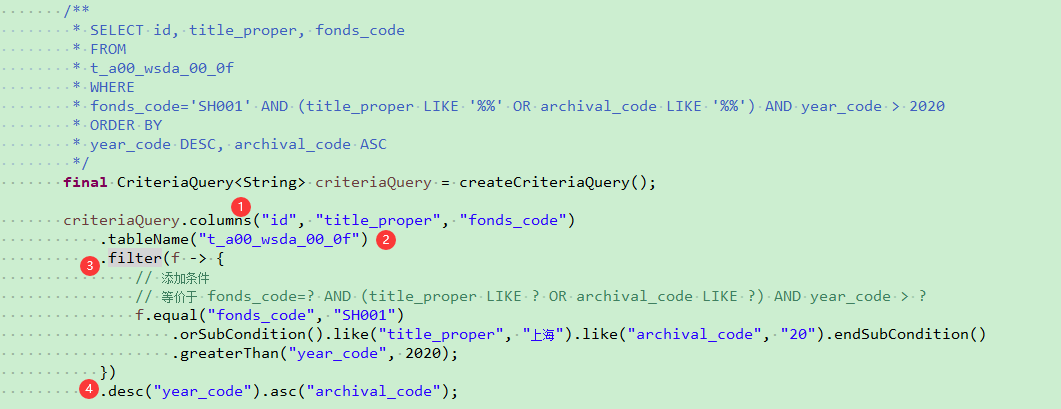 /**
* SELECT id, title_proper, fonds_code
* FROM
* t_a00_wsda_00_0f
* WHERE
* fonds_code='SH001' AND (title_proper LIKE '%%' OR archival_code LIKE '%%') AND year_code > 2020
* ORDER BY
* year_code DESC, archival_code ASC
*/
final CriteriaQuery<String> criteriaQuery = createCriteriaQuery();
1
criteriaQuery.columns("id", "title_proper", "fonds_code")
.tableName("t_a00_wsda_00_0f") 2
3 .filter(f -> {
// 添加条件
// 等价于 fonds_code=? AND (title_proper LIKE ? OR archival_code LIKE ?) AND year_code > ?
f.equal("fonds_code", "SH001")
.orSubCondition().like("title_proper", "上海").like("archival_code", "20").endSubCondition()
.greaterThan("year_code", 2020);
})
4 .desc("year_code").asc("archival_code");